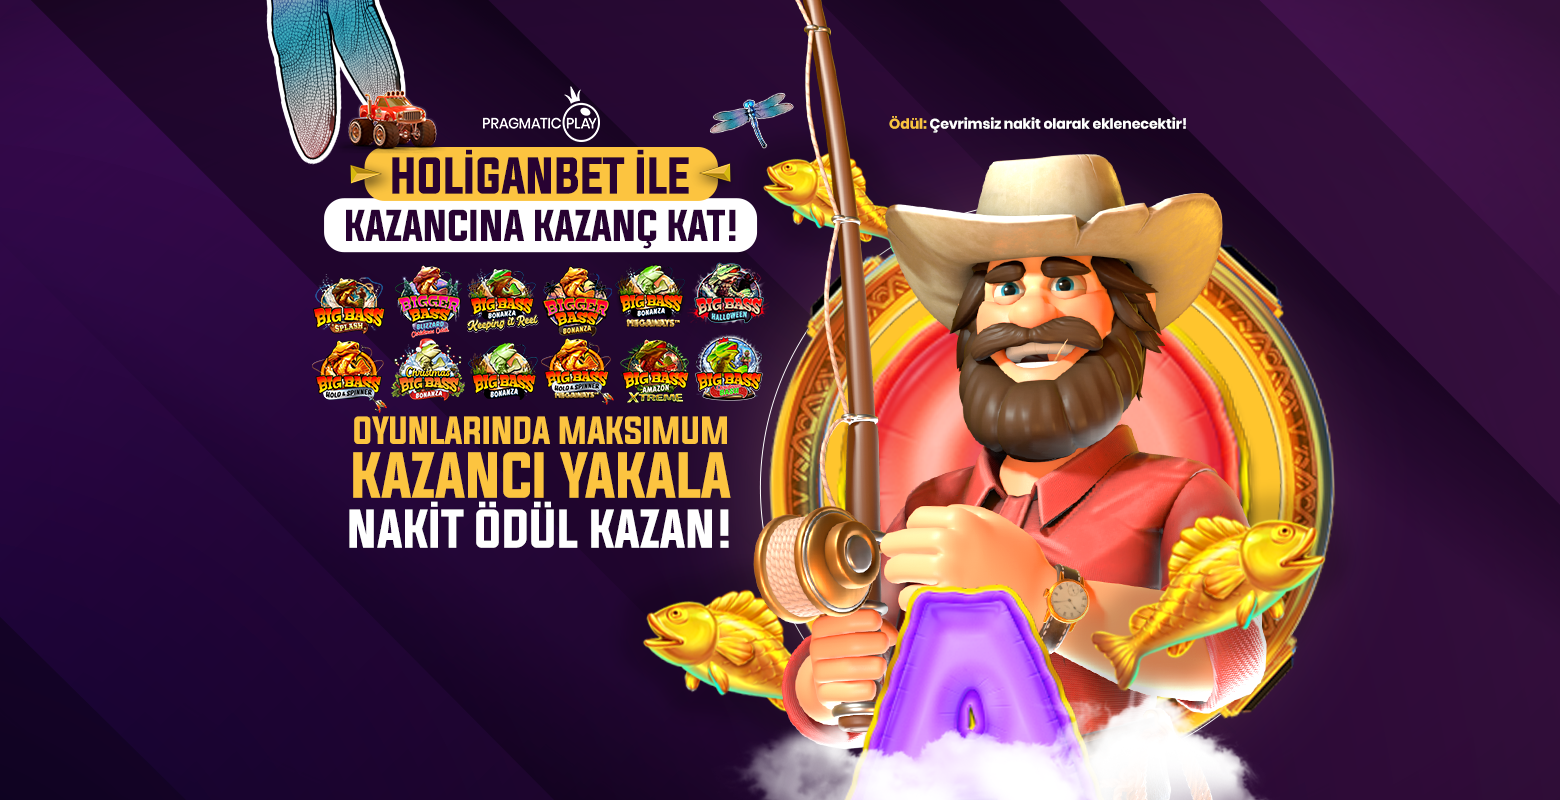 PRAGMATIC PLAY
Ödül: Çevrimsiz nakit olarak eklenecektir!
HOLİGANBET İLE
KAZANCINA KAZANÇ KAT!
BIG BASS SPLASH
BIGGER BASS BLIZZARD
BIG BASS BONANZA Keeping it Reel
BIGGER BASS BONANZA
BIG BASS BONANZA MEGAWAYS
BIG BASS HALLOWEEN
BIG BASS HOLD & SPINNER
Christmas BIG BASS BONANZA
BIG BASS BONANZA
BIG BASS HOLD & SPINNER MEGAWAYS
BIG BASS AMAZON XTREME
BIG BASS
OYUNLARINDA MAKSIMUM
KAZANCI YAKALA
NAKİT ÖDÜL KAZAN!
A